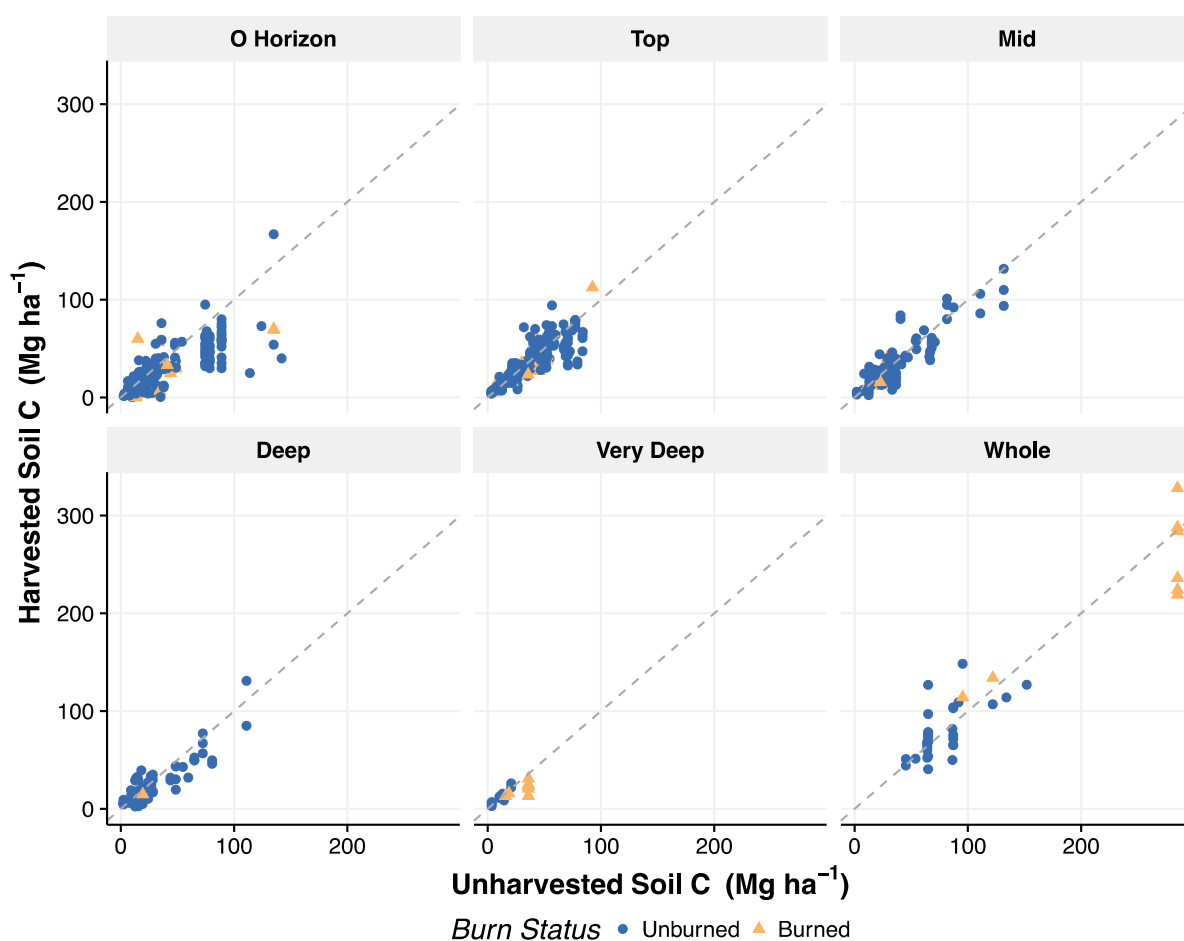 O Horizon
Top
Mid
300
200
100
0
Deep
Very Deep
Whole
300
200
100
0
0 100 200
0 100 200
0 100 200
Harvested Soil C (Mg ha⁻¹)
Unharvested Soil C (Mg ha⁻¹)
Burn Status Unburned Burned